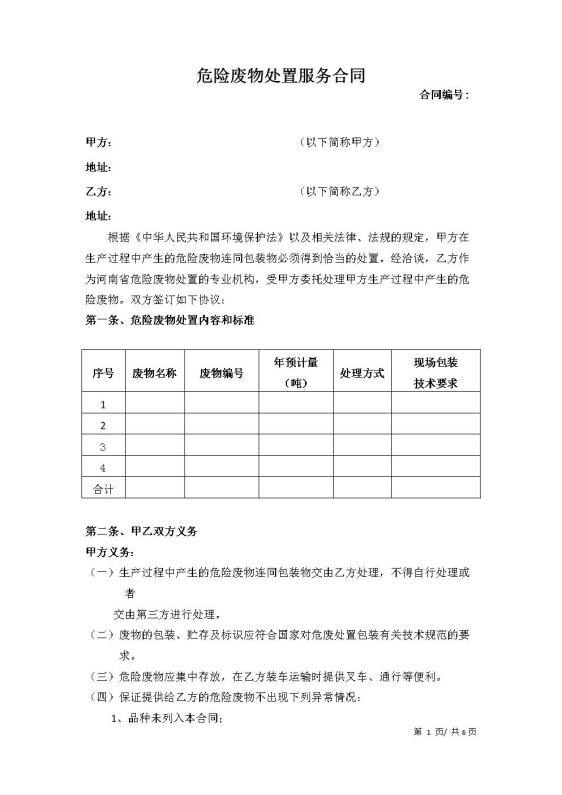 危险废物处置服务合同
合同编号:
甲方： （以下简称甲方）
地址：
乙方： （以下简称乙方）
地址：
根据《中华人民共和国环境保护法》以及相关法律、法规的规定，甲方在
生产过程中产生的危险废物连同包装物必须得到恰当的处置。经洽谈，乙方作
为河南省危险废物处置的专业机构，受甲方委托处理甲方生产过程中产生的危
险废物。双方签订如下协议：
第一条、危险废物处置内容和标准
序号 废物名称 废物编号 年预计量（吨） 处理方式 现场包装技术要求
1
2
3
4
合计
第二条、甲乙双方义务
甲方义务：
（一）生产过程中产生的危险废物连同包装物交由乙方处理，不得自行处理或
者
交由第三方进行处理。
（二）废物的包装、贮存及标识应符合国家对危废处置包装有关技术规范的要
求。
（三）危险废物应集中存放，在乙方装车运输时提供叉车、通行等便利。
（四）保证提供给乙方的危险废物不出现下列异常情况：
1、品种未列入本合同；
第 1 页/ 共 6 页